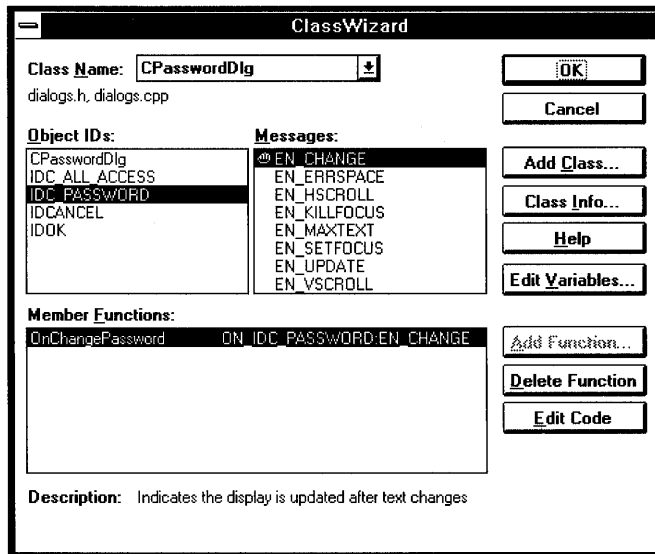 ClassWizard
Class Name: CPasswordDlg
dialogs.h, dialogs.cpp
Object IDs:
CPasswordDlg
IDC_ALL_ACCESS
IDC_PASSWORD
IDCANCEL
IDOK
Messages:
EN_CHANGE
EN_ERRSPACE
EN_HSCROLL
EN_KILLFOCUS
EN_MAXTEXT
EN_SETFOCUS
EN_UPDATE
EN_VSCROLL
Member Functions:
OnChangePassword ON_IDC_PASSWORD:EN_CHANGE
Description: Indicates the display is updated after text changes
OK
Cancel
Add Class...
Class Info...
Help
Edit Variables...
Add Function...
Delete Function
Edit Code